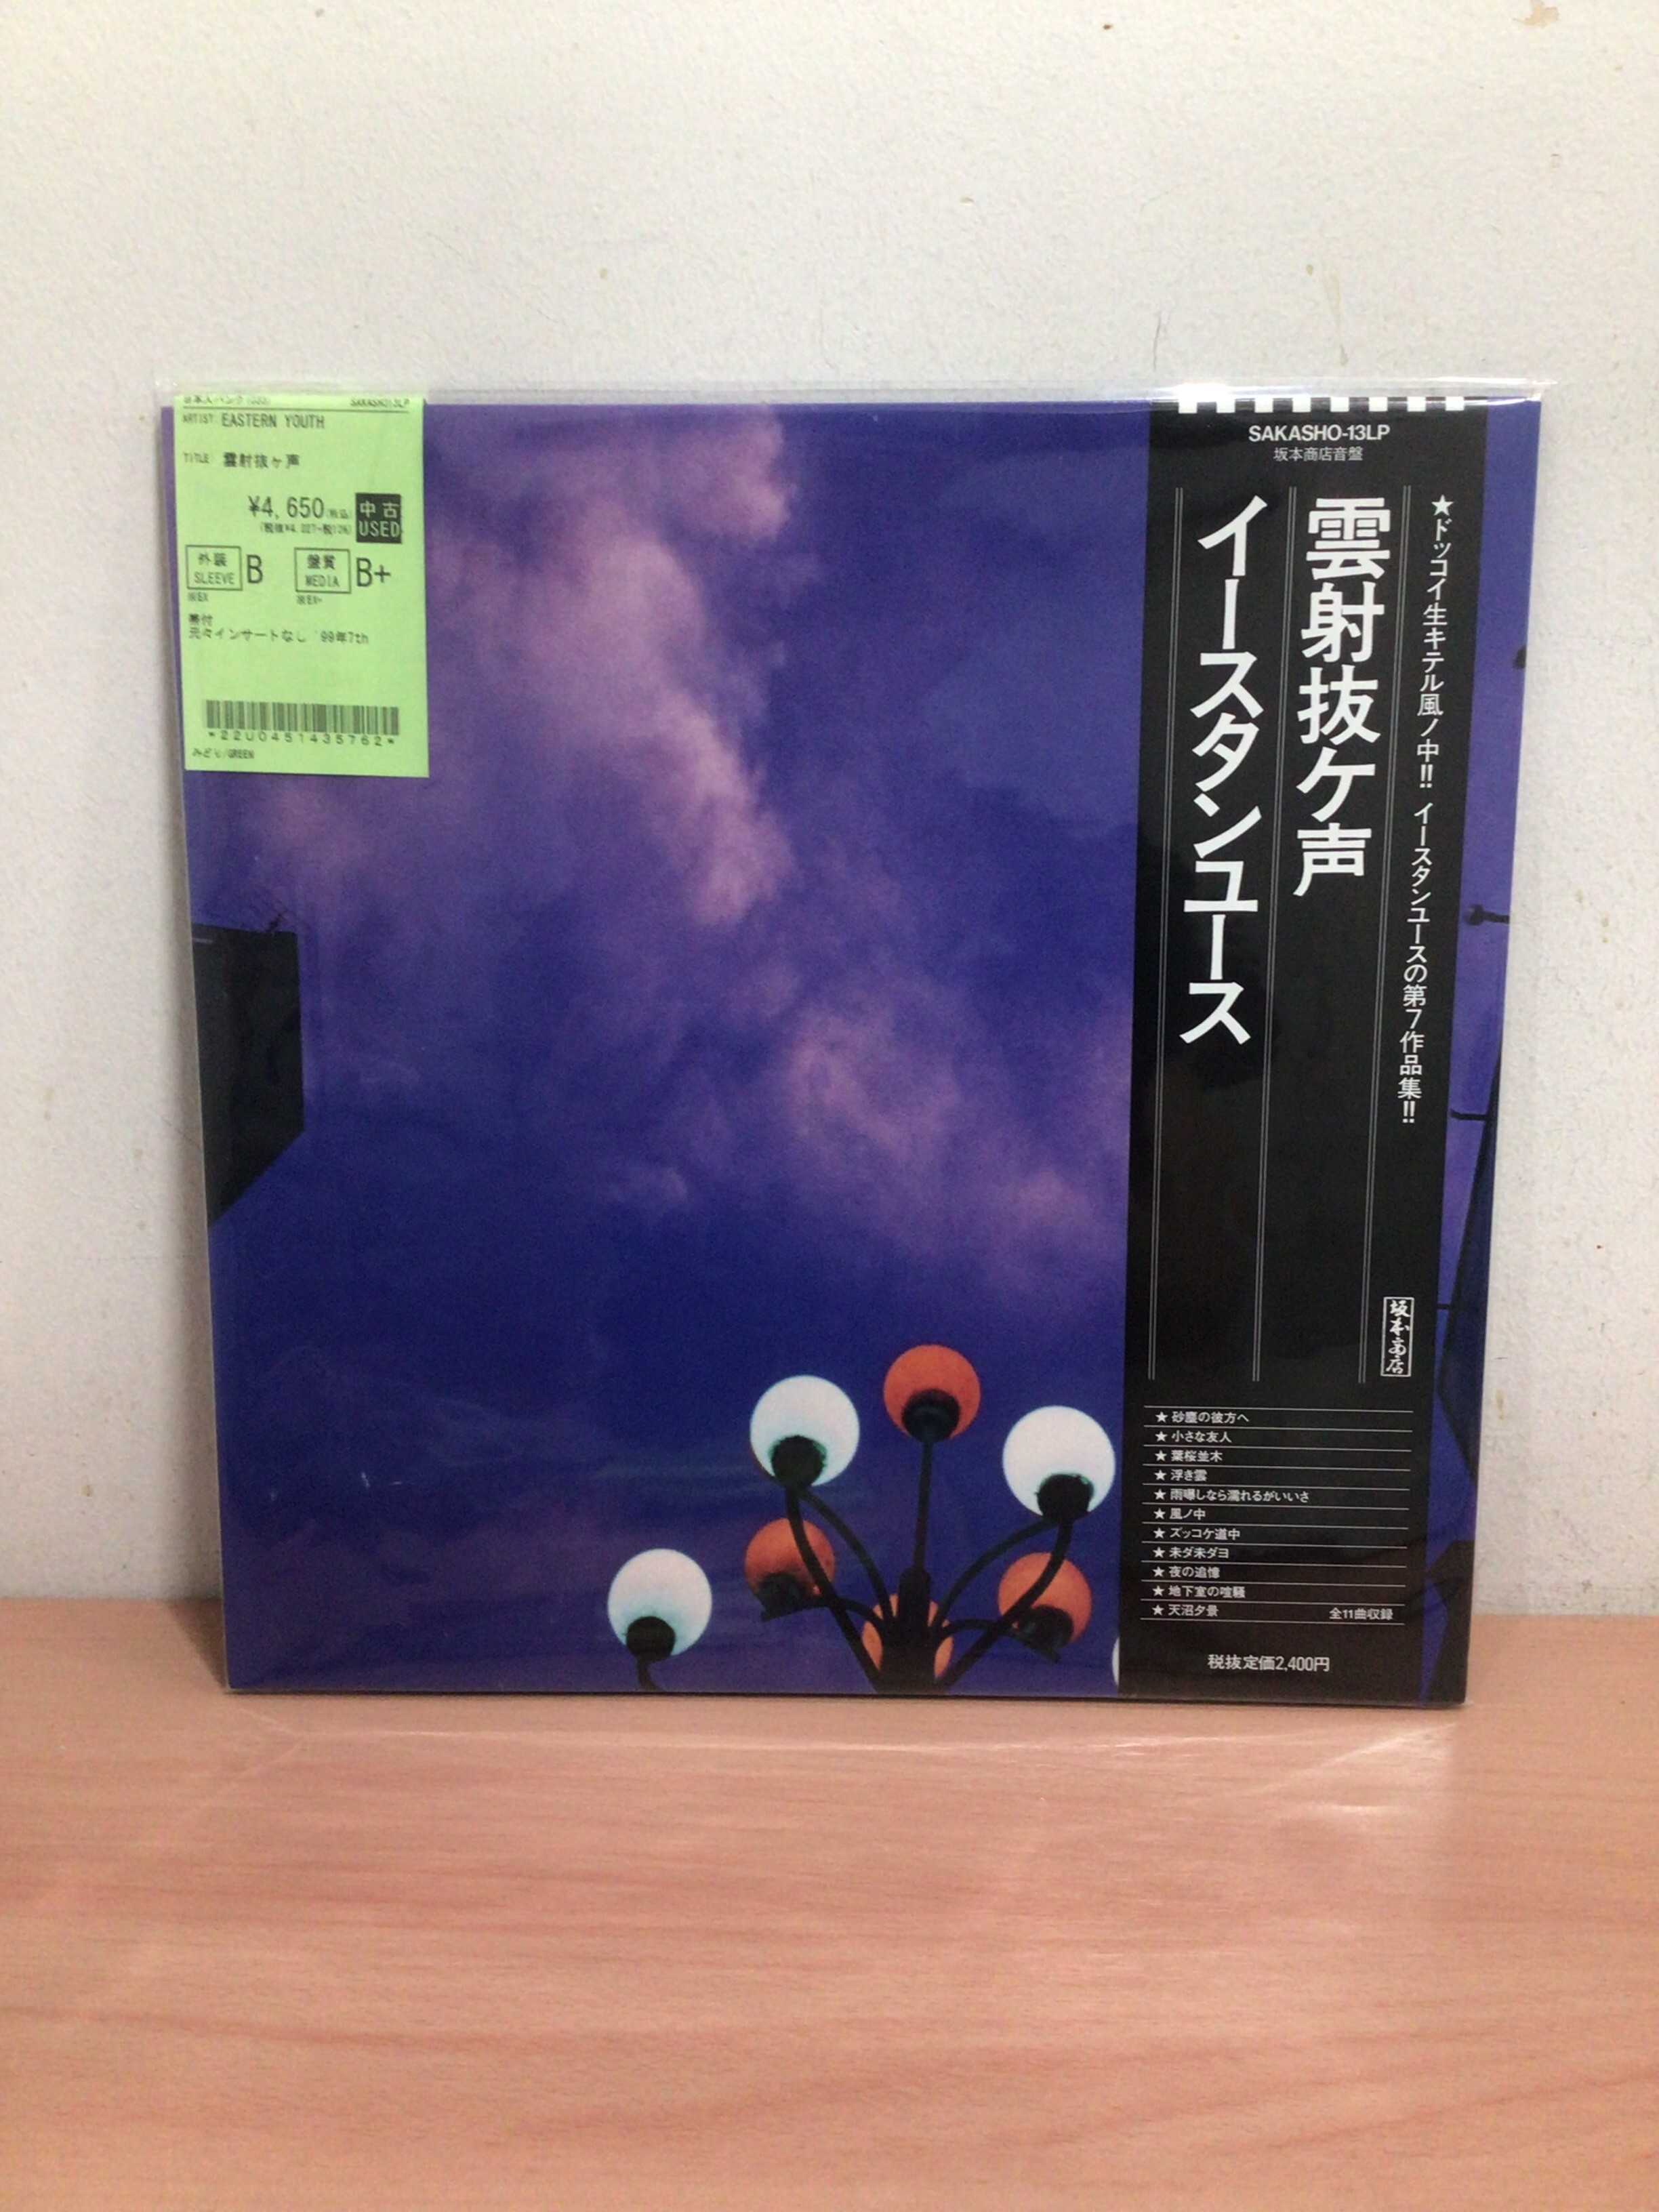 SAKASHO-13LP
ARTIST: EASTERN YOUTH
TITLE: 雲射抜ヶ声
¥4,650(税込)
中古
USED
外装
SLEEVE
B
盤質
MEDIA
B+
帯付
元々インサートなし '99年7th
*22U0451435762*
みどり/GREEN
SAKASHO-13LP
坂本商店音盤
★ドッコイ生キテル風ノ中!! イースタンユースの第7作品集!!
雲射抜ケ声
イースタンユース
坂本商店
★砂塵の彼方へ
★小さな友人
★葉桜並木
★浮き雲
★雨曝しなら濡れるがいいさ
★風ノ中
★ズッコケ道中
★未ダ未ダヨ
★夜の追憶
★地下室の喧騒
★天沼夕景 全11曲収録
税抜定価2,400円